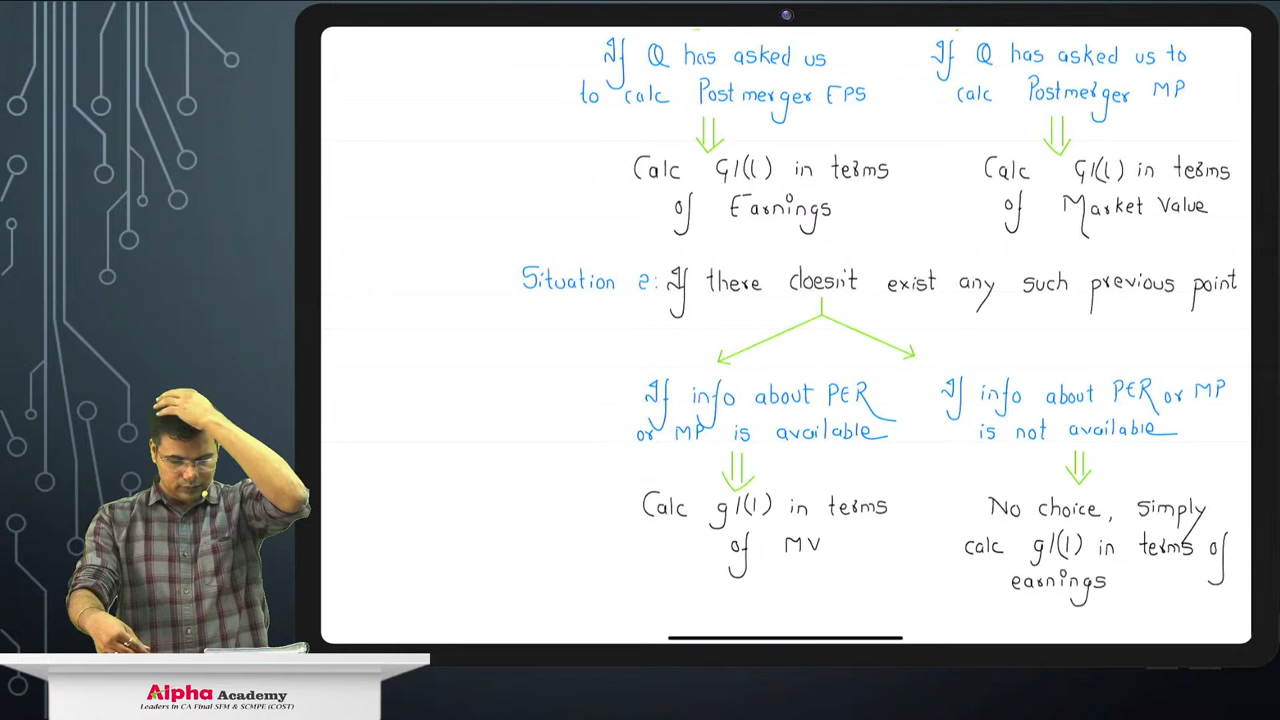 If Q has asked us
to calc Postmerger EPS
If Q has asked us to
calc Postmerger MP
Calc G/(L) in terms
of Earnings
Calc G/(L) in terms
of Market Value
Situation 2: If there doesn't exist any such previous point
If info about PER
or MP is available
If info about PER or MP
is not available
Calc g/(l) in terms
of MV
No choice, simply
calc g/(l) in terms of
earnings
Alpha Academy
Leaders in CA Final SFM & SCMPE (COST)